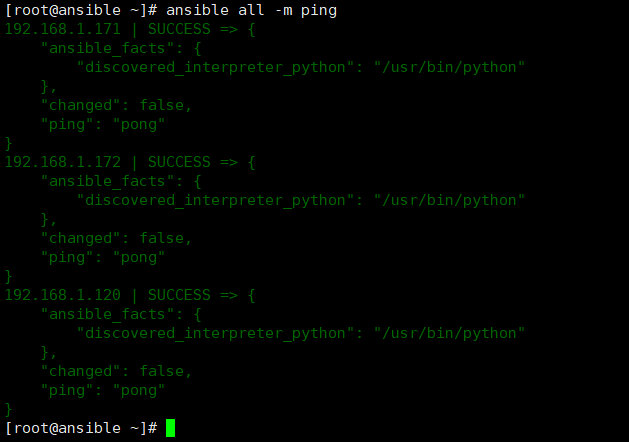 [root@ansible ~]# ansible all -m ping
192.168.1.171 | SUCCESS => {
    "ansible_facts": {
        "discovered_interpreter_python": "/usr/bin/python"
    },
    "changed": false,
    "ping": "pong"
}
192.168.1.172 | SUCCESS => {
    "ansible_facts": {
        "discovered_interpreter_python": "/usr/bin/python"
    },
    "changed": false,
    "ping": "pong"
}
192.168.1.120 | SUCCESS => {
    "ansible_facts": {
        "discovered_interpreter_python": "/usr/bin/python"
    },
    "changed": false,
    "ping": "pong"
}
[root@ansible ~]#